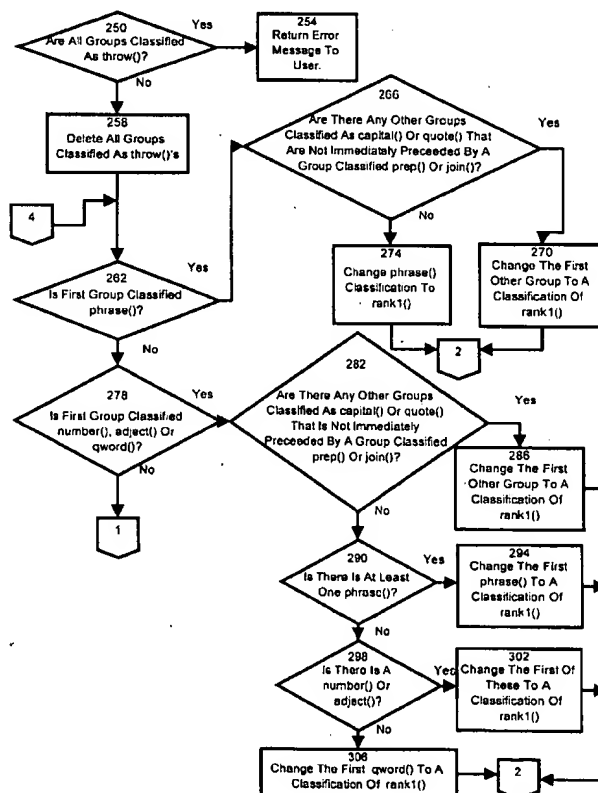 250
Are All Groups Classified
As throw()?
Yes
No
254
Return Error
Message To
User.
258
Delete All Groups
Classified As throw()'s
4
262
Is First Group Classified
phrase()?
Yes
No
266
Are There Any Other Groups
Classified As capital() Or quote() That
Are Not Immediately Preceeded By A
Group Classified prep() Or join()?
Yes
No
274
Change phrase()
Classification To
rank1()
270
Change The First
Other Group To A
Classification Of
rank1()
2
278
Is First Group Classified
number(), adject() Or
qword()?
Yes
No
1
282
Are There Any Other Groups
Classified As capital() Or quote()
That Is Not Immediately
Preceeded By A Group Classified
prep() Or join()?
Yes
No
286
Change The First
Other Group To A
Classification Of
rank1()
290
Is There Is At Least
One phrase()?
Yes
No
294
Change The First
phrase() To A
Classification Of
rank1()
298
Is There Is A
number() Or
adject()?
Yes
No
302
Change The First Of
These To A
Classification Of
rank1()
306
Change The First qword() To A
Classification Of rank1()
2